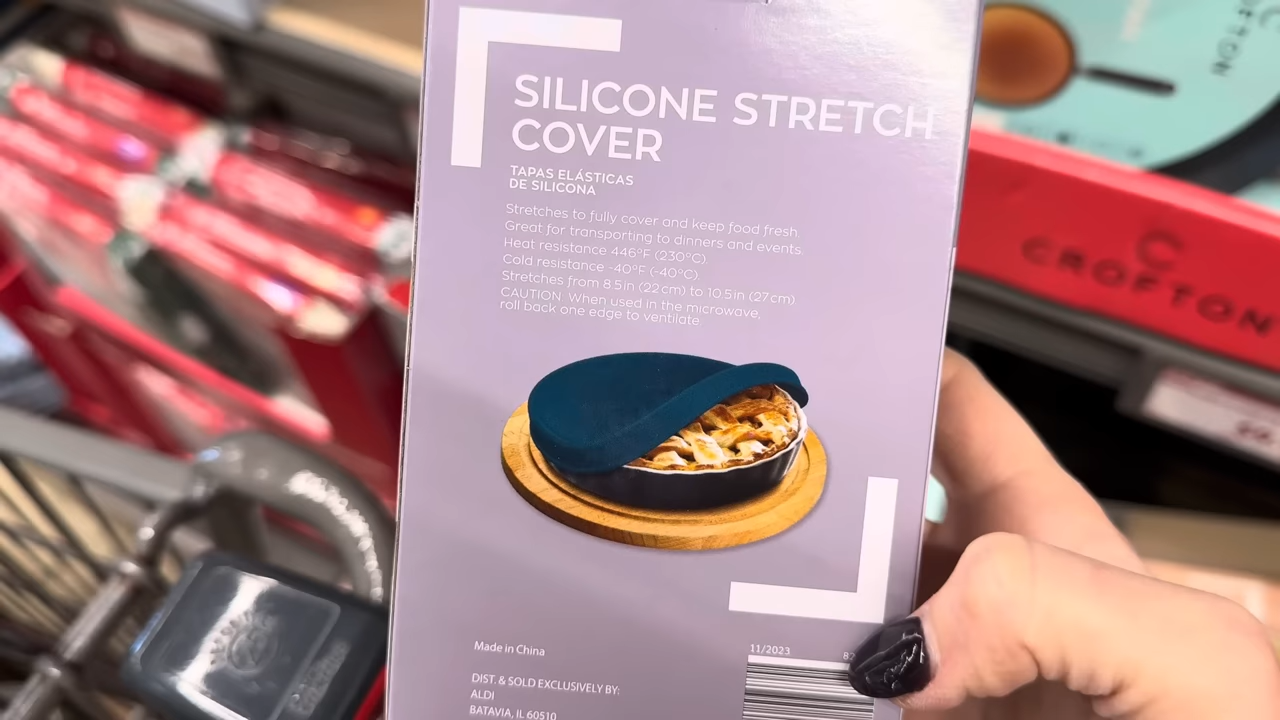 SILICONE STRETCH
COVER
TAPAS ELÁSTICAS
DE SILICONA
Stretches to fully cover and keep food fresh.
Great for transporting to dinners and events.
Heat resistance 446°F (230°C).
Cold resistance -40°F (-40°C).
Stretches from 8.5in (22cm) to 10.5in (27cm).
CAUTION: When used in the microwave,
roll back one edge to ventilate.
Made in China
DIST. & SOLD EXCLUSIVELY BY:
ALDI
BATAVIA, IL 60510
11/2023
CROFTON